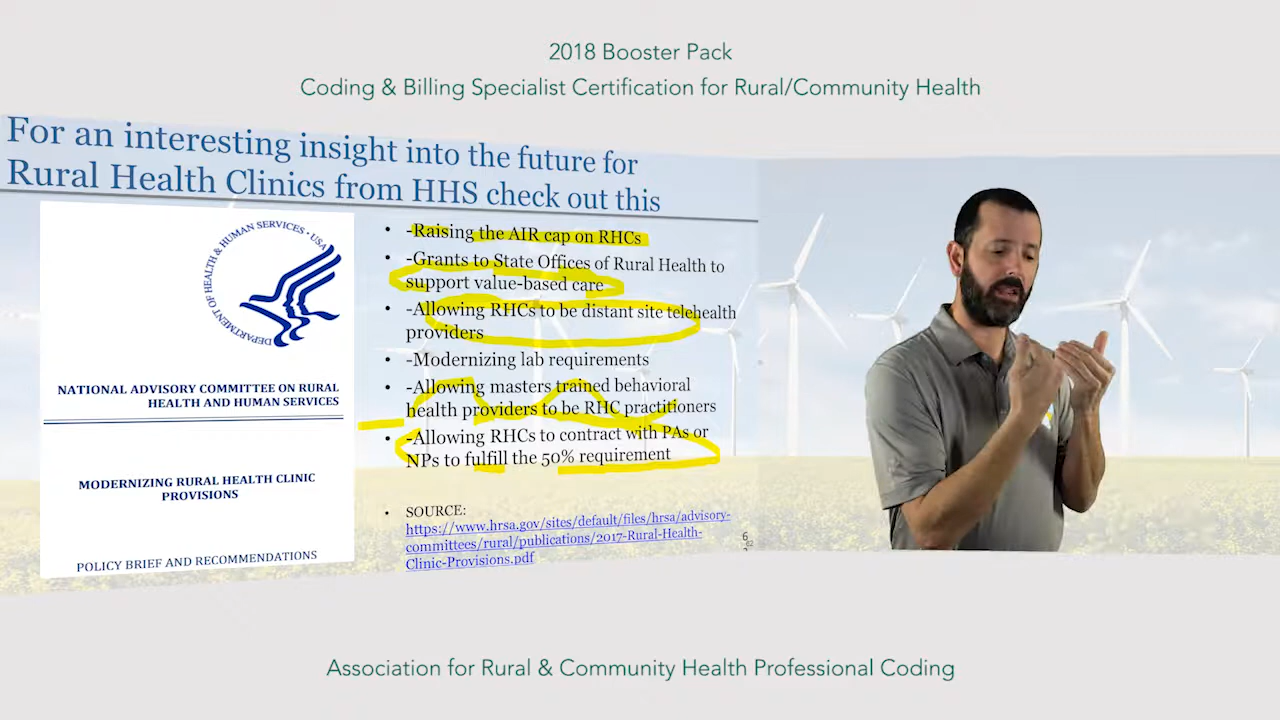 2018 Booster Pack
Coding & Billing Specialist Certification for Rural/Community Health
For an interesting insight into the future for
Rural Health Clinics from HHS check out this
DEPARTMENT OF HEALTH & HUMAN SERVICES • USA
NATIONAL ADVISORY COMMITTEE ON RURAL
HEALTH AND HUMAN SERVICES
MODERNIZING RURAL HEALTH CLINIC
PROVISIONS
POLICY BRIEF AND RECOMMENDATIONS
• -Raising the AIR cap on RHCs
• -Grants to State Offices of Rural Health to
support value-based care
• -Allowing RHCs to be distant site telehealth
providers
• -Modernizing lab requirements
• -Allowing masters trained behavioral
health providers to be RHC practitioners
• -Allowing RHCs to contract with PAs or
NPs to fulfill the 50% requirement
• SOURCE:
https://www.hrsa.gov/sites/default/files/hrsa/advisory-
committees/rural/publications/2017-Rural-Health-
Clinic-Provisions.pdf
Association for Rural & Community Health Professional Coding